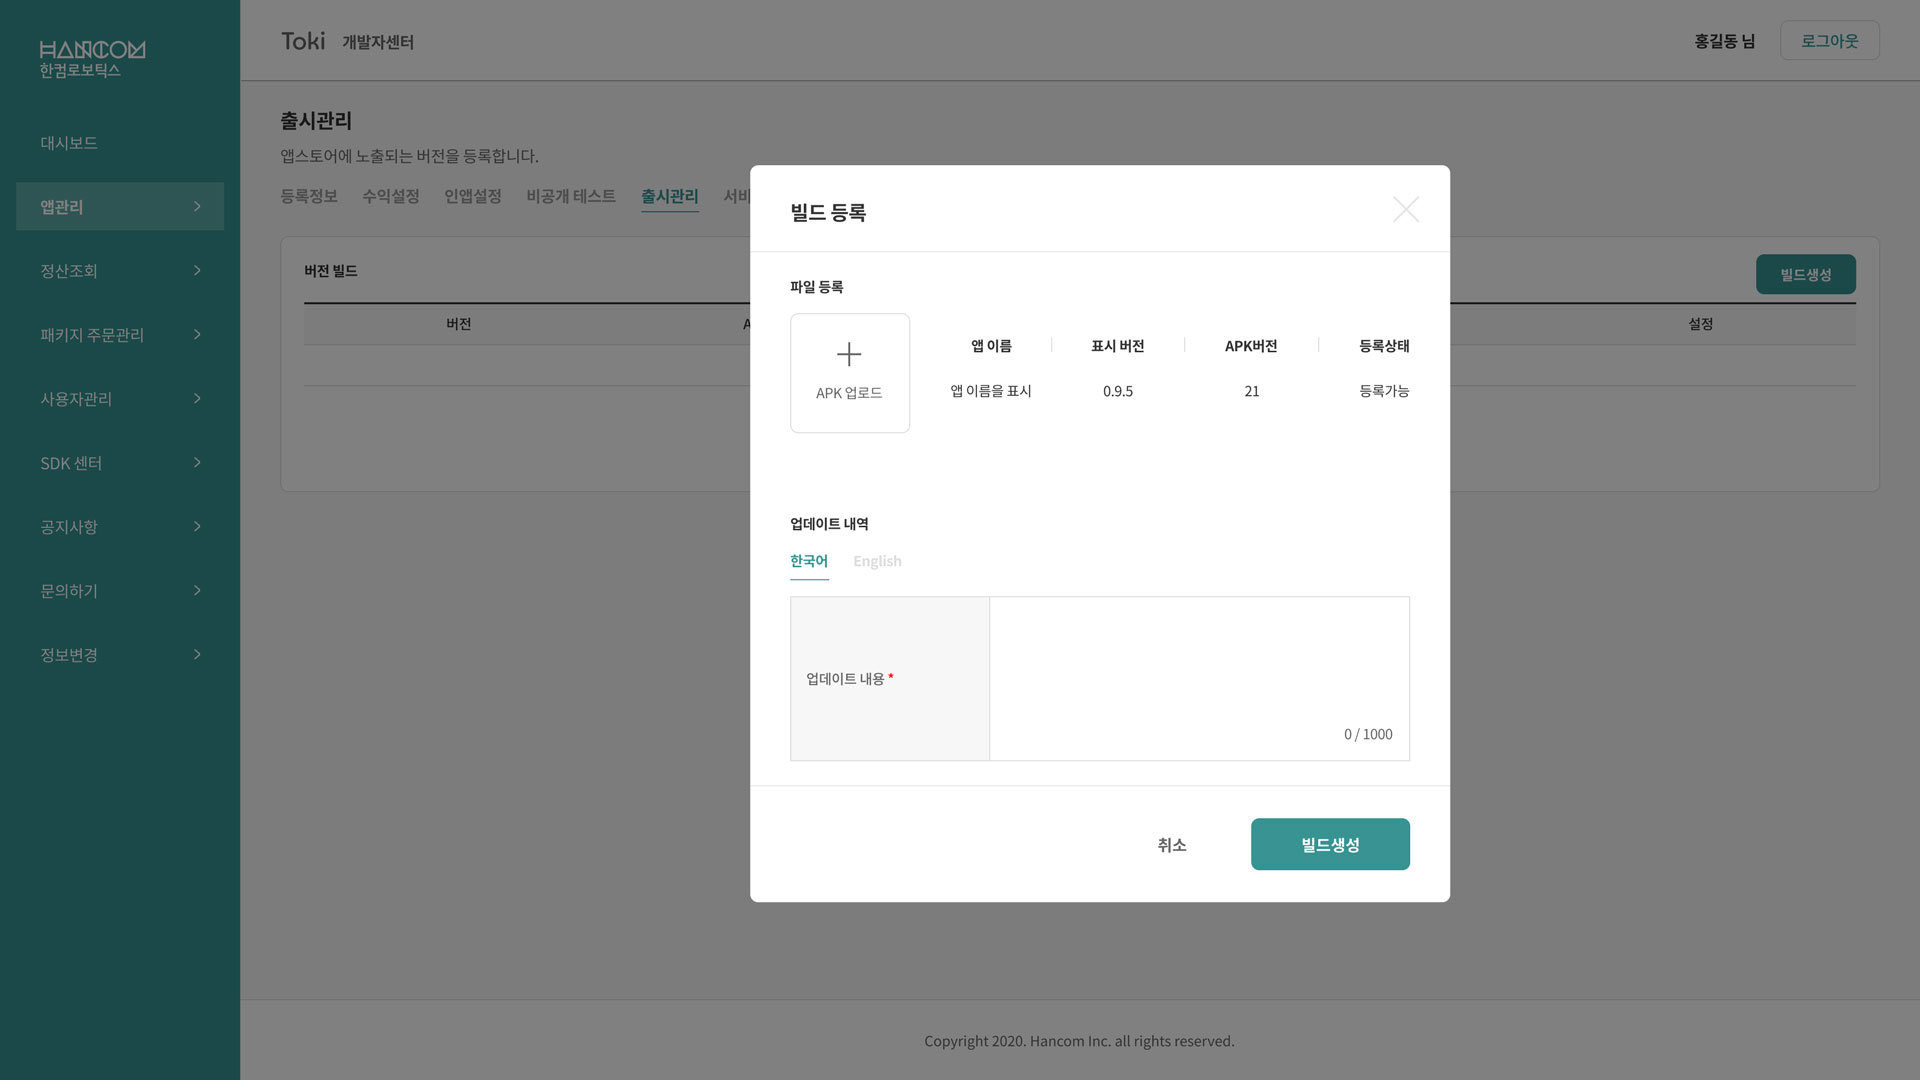 HANCOM
한컴로보틱스
대시보드
앱관리
정산조회
패키지 주문관리
사용자관리
SDK 센터
공지사항
문의하기
정보변경
Toki 개발자센터
홍길동 님
로그아웃
출시관리
앱스토어에 노출되는 버전을 등록합니다.
등록정보 수익설정 인앱설정 비공개 테스트 출시관리 서비
버전 빌드
빌드생성
버전 A 설정
빌드 등록
파일 등록
APK 업로드
앱 이름 표시 버전 APK버전 등록상태
앱 이름을 표시 0.9.5 21 등록가능
업데이트 내역
한국어 English
업데이트 내용 *
0 / 1000
취소
빌드생성
Copyright 2020. Hancom Inc. all rights reserved.